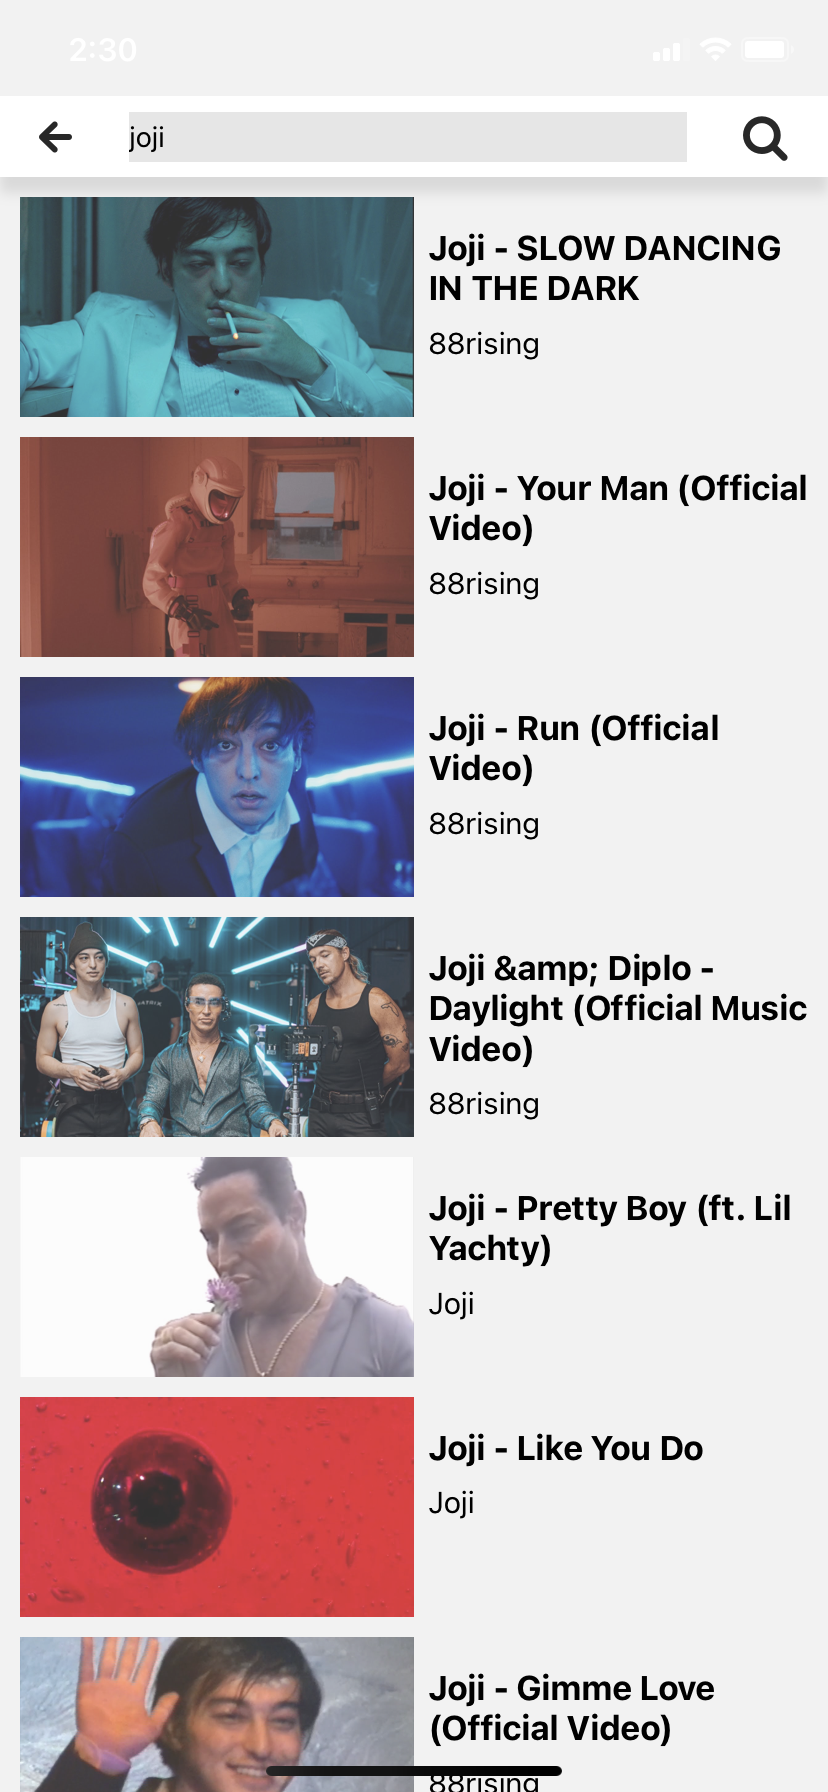 2:30
joji
Joji - SLOW DANCING
IN THE DARK
88rising
Joji - Your Man (Official
Video)
88rising
Joji - Run (Official
Video)
88rising
Joji &amp; Diplo -
Daylight (Official Music
Video)
88rising
Joji - Pretty Boy (ft. Lil
Yachty)
Joji
Joji - Like You Do
Joji
Joji - Gimme Love
(Official Video)
88rising